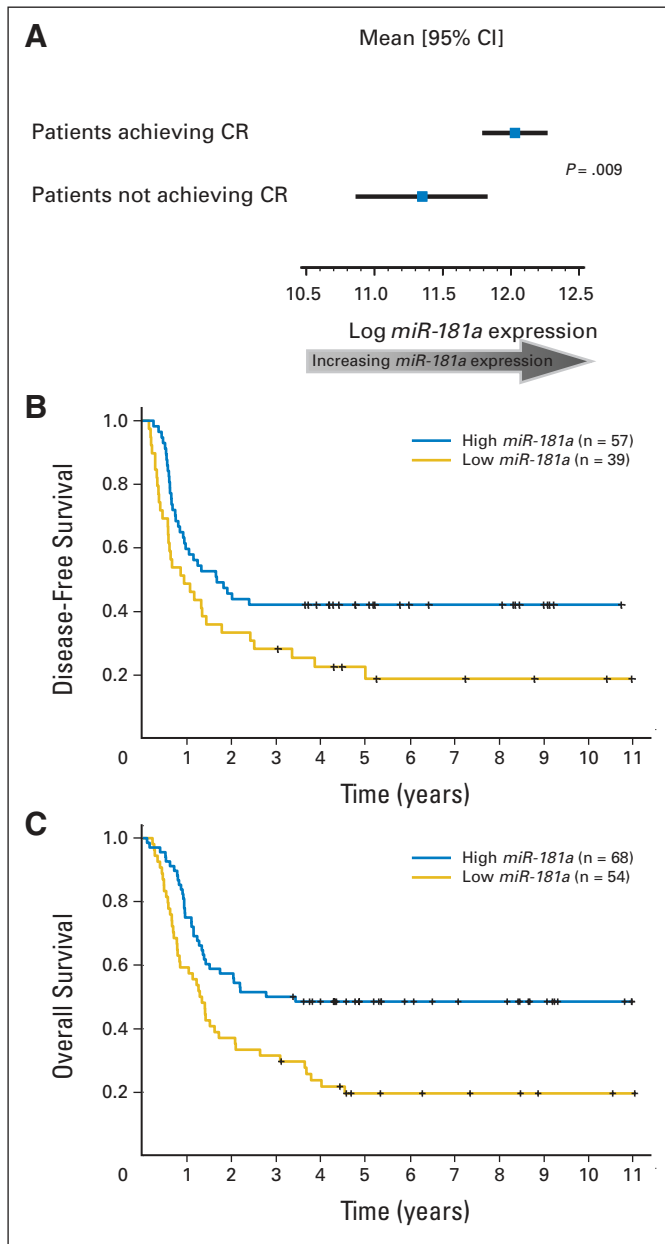 A
Mean [95% CI]
Patients achieving CR
P = .009
Patients not achieving CR
10.5 11.0 11.5 12.0 12.5
Log miR-181a expression
Increasing miR-181a expression
B
High miR-181a (n = 57)
Low miR-181a (n = 39)
Disease-Free Survival
1.0
0.8
0.6
0.4
0.2
0 1 2 3 4 5 6 7 8 9 10 11
Time (years)
C
High miR-181a (n = 68)
Low miR-181a (n = 54)
Overall Survival
1.0
0.8
0.6
0.4
0.2
0 1 2 3 4 5 6 7 8 9 10 11
Time (years)